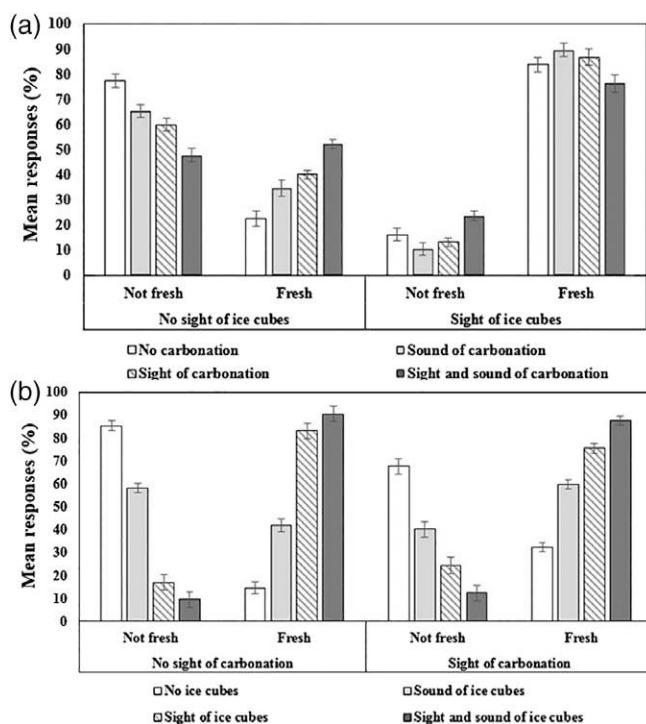 (a)
Mean responses (%)
100
90
80
70
60
50
40
30
20
10
0
Not fresh Fresh Not fresh Fresh
No sight of ice cubes Sight of ice cubes
No carbonation Sound of carbonation
Sight of carbonation Sight and sound of carbonation
(b)
Mean responses (%)
100
90
80
70
60
50
40
30
20
10
0
Not fresh Fresh Not fresh Fresh
No sight of carbonation Sight of carbonation
No ice cubes Sound of ice cubes
Sight of ice cubes Sight and sound of ice cubes